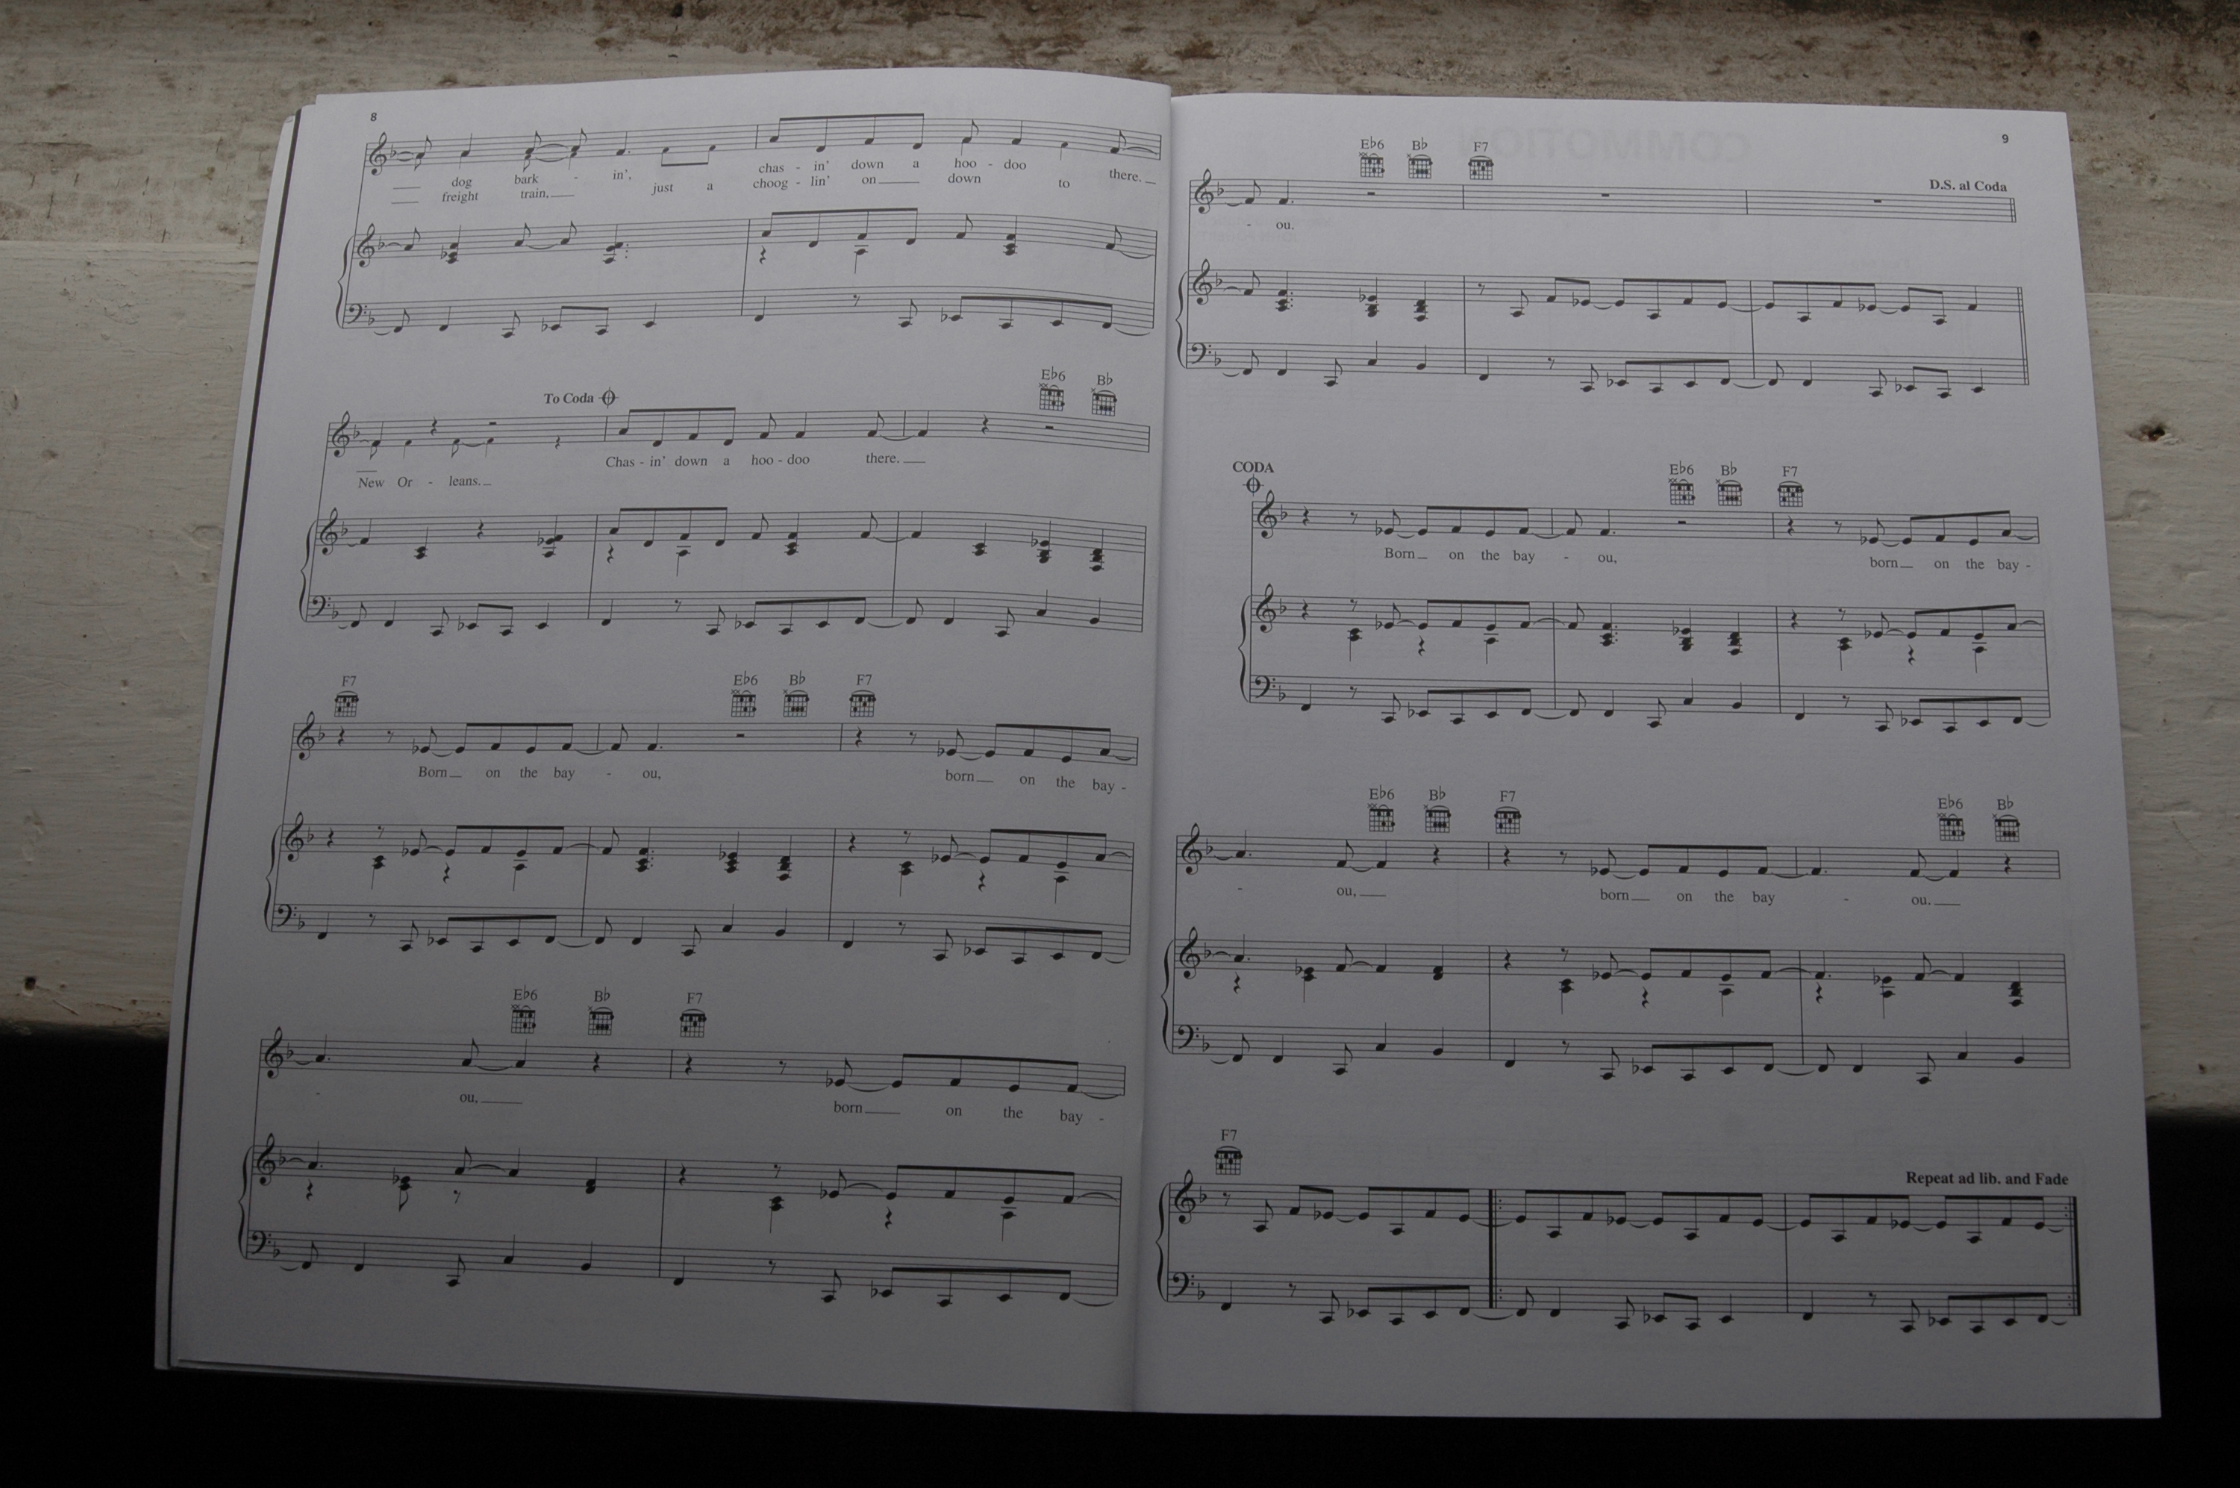 8
chas - in' down a hoo - doo there.
dog bark - in', choog - lin' on down to
freight train, just a
To Coda
E♭6 B♭
Chas - in' down a hoo - doo there.
New Or - leans.
F7 E♭6 B♭ F7
Born on the bay - ou, born on the bay -
E♭6 B♭ F7
- ou, born on the bay -
9
E♭6 B♭ F7
D.S. al Coda
- ou.
CODA
E♭6 B♭ F7
Born on the bay - ou, born on the bay -
E♭6 B♭ F7 E♭6 B♭
- ou, born on the bay - ou.
F7
Repeat ad lib. and Fade
COMMOTION